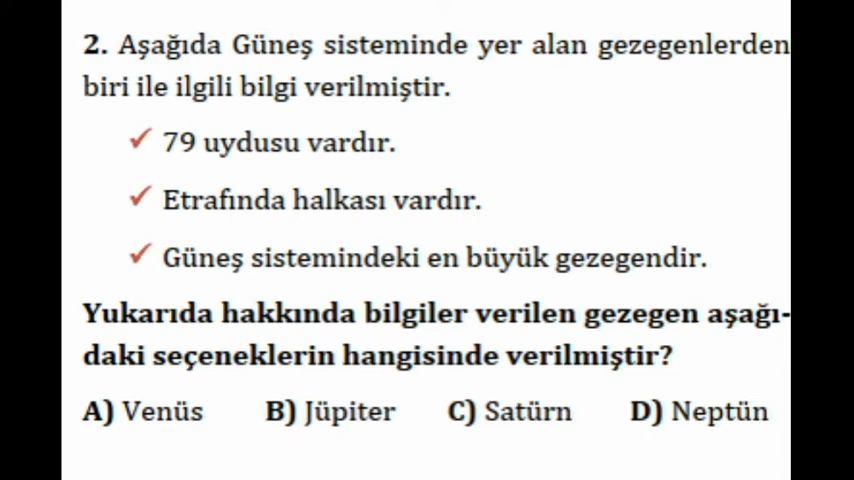 2. Aşağıda Güneş sisteminde yer alan gezegenlerden
biri ile ilgili bilgi verilmiştir.
✓ 79 uydusu vardır.
✓ Etrafında halkası vardır.
✓ Güneş sistemindeki en büyük gezegendir.
Yukarıda hakkında bilgiler verilen gezegen aşağı-
daki seçeneklerin hangisinde verilmiştir?
A) Venüs B) Jüpiter C) Satürn D) Neptün